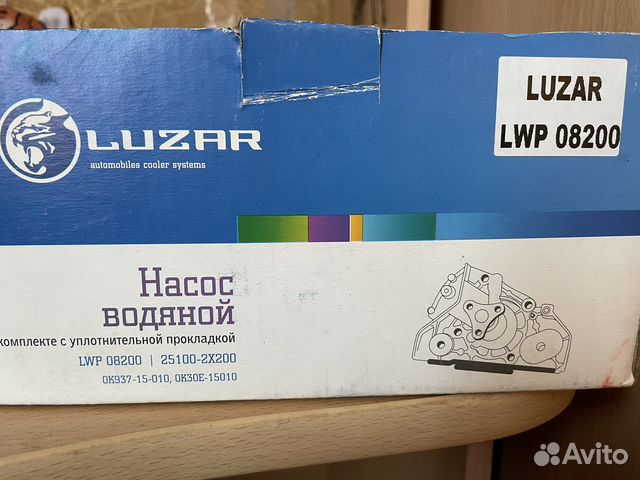 LUZAR
automobiles cooler systems
LUZAR
LWP 08200
Насос
водяной
комплекте с уплотнительной прокладкой
LWP 08200 | 25100-2X200
0K937-15-010, 0K30E-15010
Avito